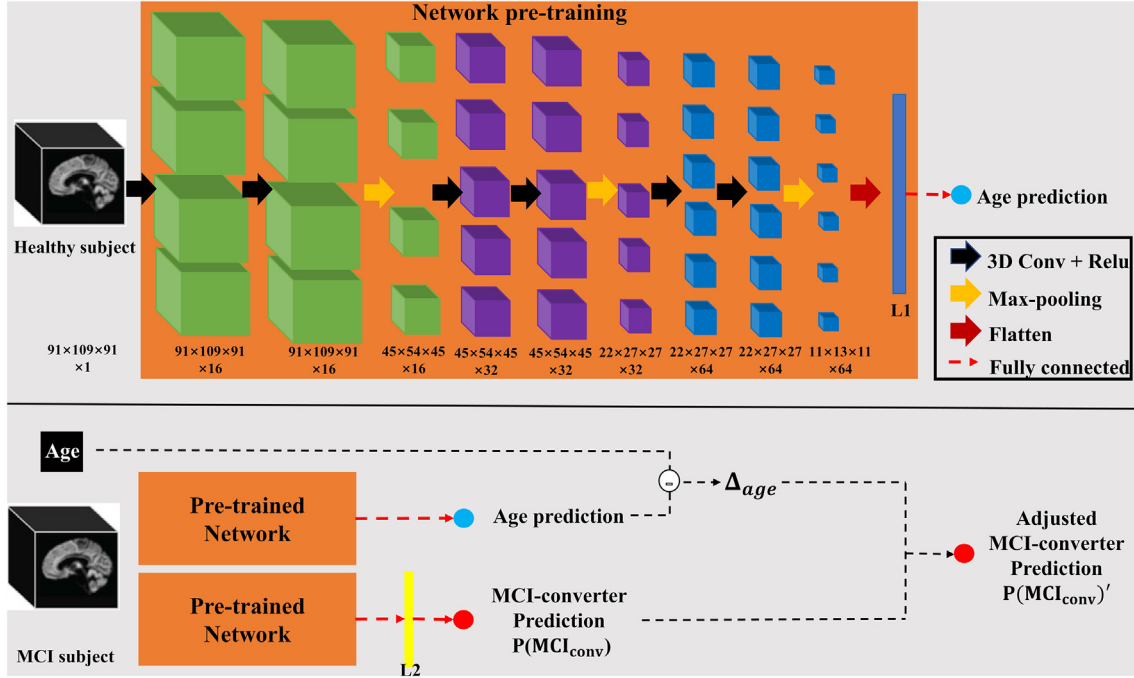 Network pre-training
Healthy subject
Age prediction
L1
3D Conv + Relu
Max-pooling
Flatten
Fully connected
91×109×91
×1
91×109×91
×16
91×109×91
×16
45×54×45
×16
45×54×45
×32
45×54×45
×32
22×27×27
×32
22×27×27
×64
22×27×27
×64
11×13×11
×64
Age
-
Δage
Pre-trained
Network
Age prediction
Pre-trained
Network
L2
MCI-converter
Prediction
P(MCIconv)
Adjusted
MCI-converter
Prediction
P(MCIconv)′
MCI subject